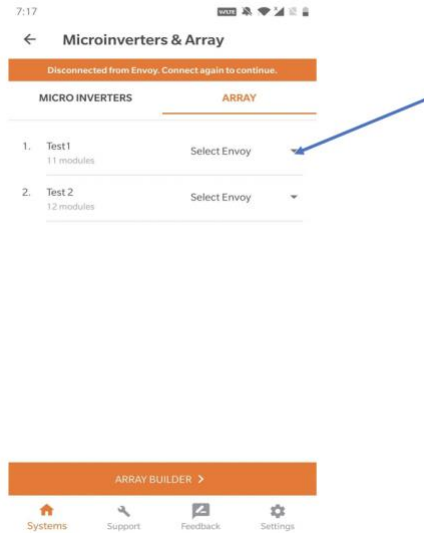 7:17
Microinverters & Array
Disconnected from Envoy. Connect again to continue.
MICRO INVERTERS ARRAY
1. Test1 Select Envoy
11 modules
2. Test 2 Select Envoy
12 modules
ARRAY BUILDER
Systems Support Feedback Settings